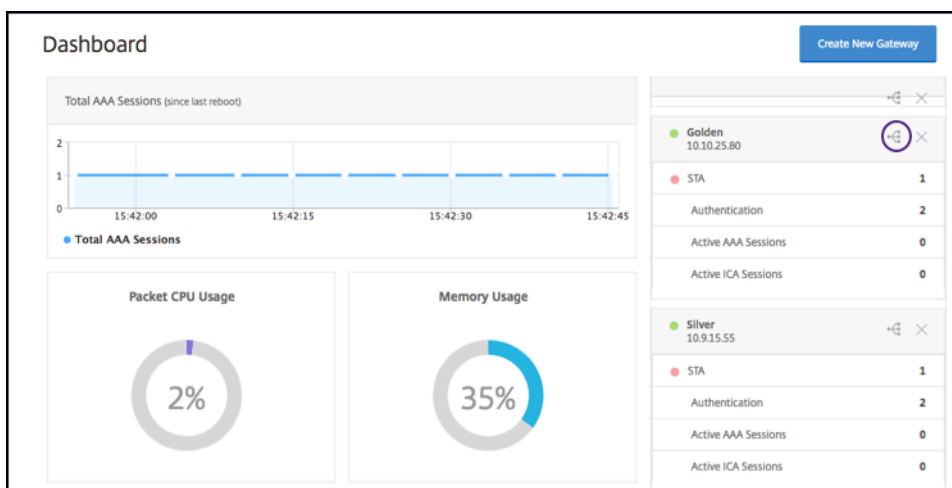 Dashboard
Create New Gateway
Total AAA Sessions (since last reboot)
2
1
0
15:42:00 15:42:15 15:42:30 15:42:45
Total AAA Sessions
Packet CPU Usage
2%
Memory Usage
35%
Golden
10.10.25.80
STA 1
Authentication 2
Active AAA Sessions 0
Active ICA Sessions 0
Silver
10.9.15.55
STA 1
Authentication 2
Active AAA Sessions 0
Active ICA Sessions 0